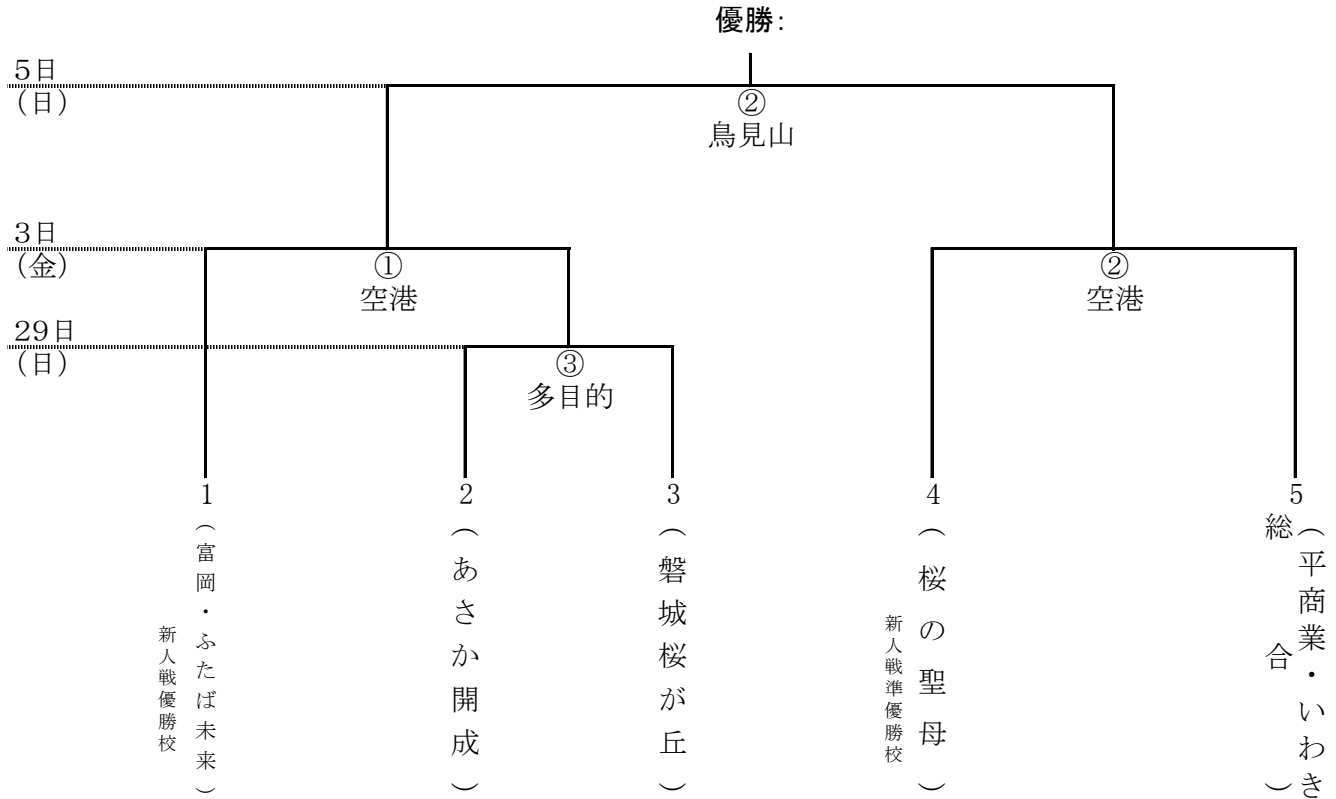 優勝:
5日
（日）
②
鳥見山
3日
（金）
①
空港
②
空港
29日
（日）
③
多目的
1
（富岡・ふたば未来）
新人戦優勝校
2
（あさか開成）
3
（磐城桜が丘）
4
（桜の聖母）
新人戦準優勝校
5
（平商業・いわき
総合）